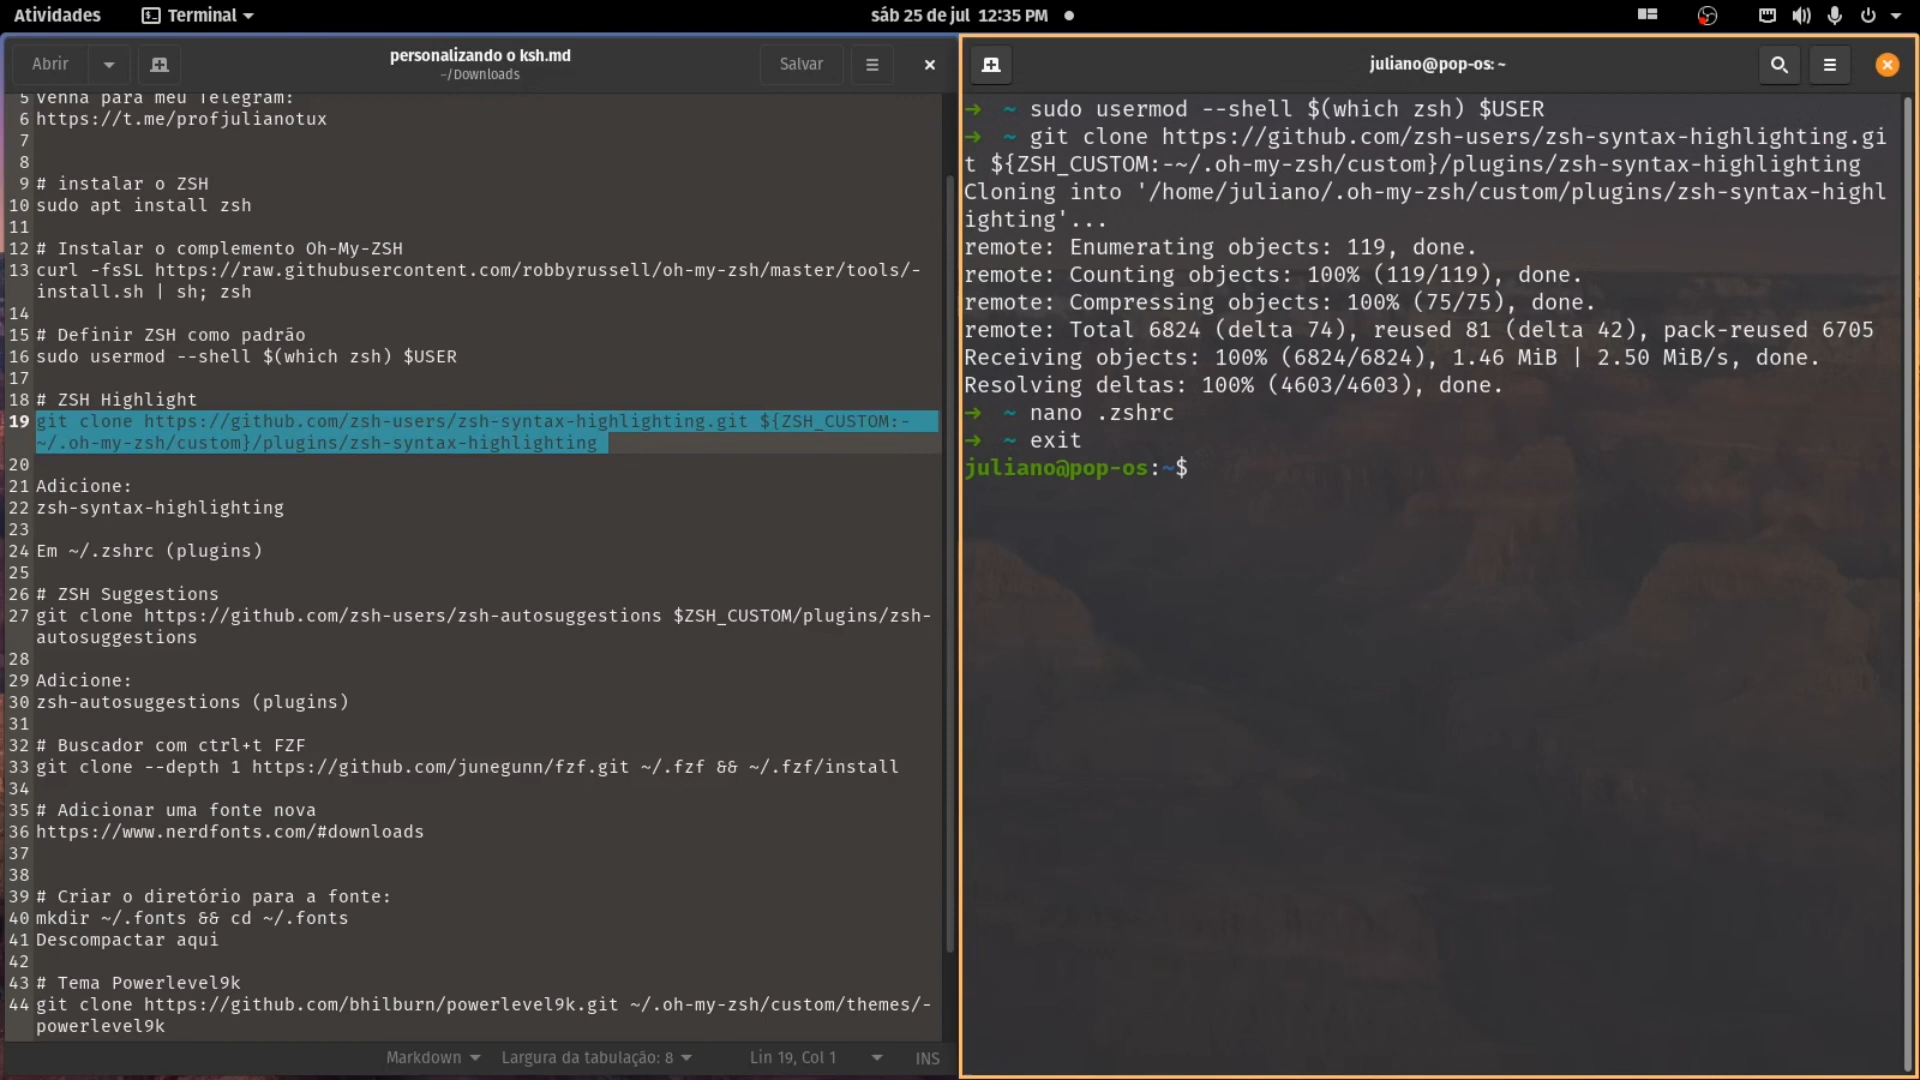 Atividades
Terminal
sáb 25 de jul 12:35 PM
Abrir
personalizando o ksh.md
~/Downloads
Salvar
5 Venha para meu Telegram:
6 https://t.me/profjulianotux
7
8
9 # instalar o ZSH
10 sudo apt install zsh
11
12 # Instalar o complemento Oh-My-ZSH
13 curl -fsSL https://raw.githubusercontent.com/robbyrussell/oh-my-zsh/master/tools/-
install.sh | sh; zsh
14
15 # Definir ZSH como padrão
16 sudo usermod --shell $(which zsh) $USER
17
18 # ZSH Highlight
19 git clone https://github.com/zsh-users/zsh-syntax-highlighting.git ${ZSH_CUSTOM:-
~/.oh-my-zsh/custom}/plugins/zsh-syntax-highlighting
20
21 Adicione:
22 zsh-syntax-highlighting
23
24 Em ~/.zshrc (plugins)
25
26 # ZSH Suggestions
27 git clone https://github.com/zsh-users/zsh-autosuggestions $ZSH_CUSTOM/plugins/zsh-
autosuggestions
28
29 Adicione:
30 zsh-autosuggestions (plugins)
31
32 # Buscador com ctrl+t FZF
33 git clone --depth 1 https://github.com/junegunn/fzf.git ~/.fzf && ~/.fzf/install
34
35 # Adicionar uma fonte nova
36 https://www.nerdfonts.com/#downloads
37
38
39 # Criar o diretório para a fonte:
40 mkdir ~/.fonts && cd ~/.fonts
41 Descompactar aqui
42
43 # Tema Powerlevel9k
44 git clone https://github.com/bhilburn/powerlevel9k.git ~/.oh-my-zsh/custom/themes/-
powerlevel9k
Markdown
Largura da tabulação: 8
Lin 19, Col 1
INS
juliano@pop-os: ~
→ ~ sudo usermod --shell $(which zsh) $USER
→ ~ git clone https://github.com/zsh-users/zsh-syntax-highlighting.gi
t ${ZSH_CUSTOM:-~/.oh-my-zsh/custom}/plugins/zsh-syntax-highlighting
Cloning into '/home/juliano/.oh-my-zsh/custom/plugins/zsh-syntax-highl
ighting'...
remote: Enumerating objects: 119, done.
remote: Counting objects: 100% (119/119), done.
remote: Compressing objects: 100% (75/75), done.
remote: Total 6824 (delta 74), reused 81 (delta 42), pack-reused 6705
Receiving objects: 100% (6824/6824), 1.46 MiB | 2.50 MiB/s, done.
Resolving deltas: 100% (4603/4603), done.
→ ~ nano .zshrc
→ ~ exit
juliano@pop-os:~$